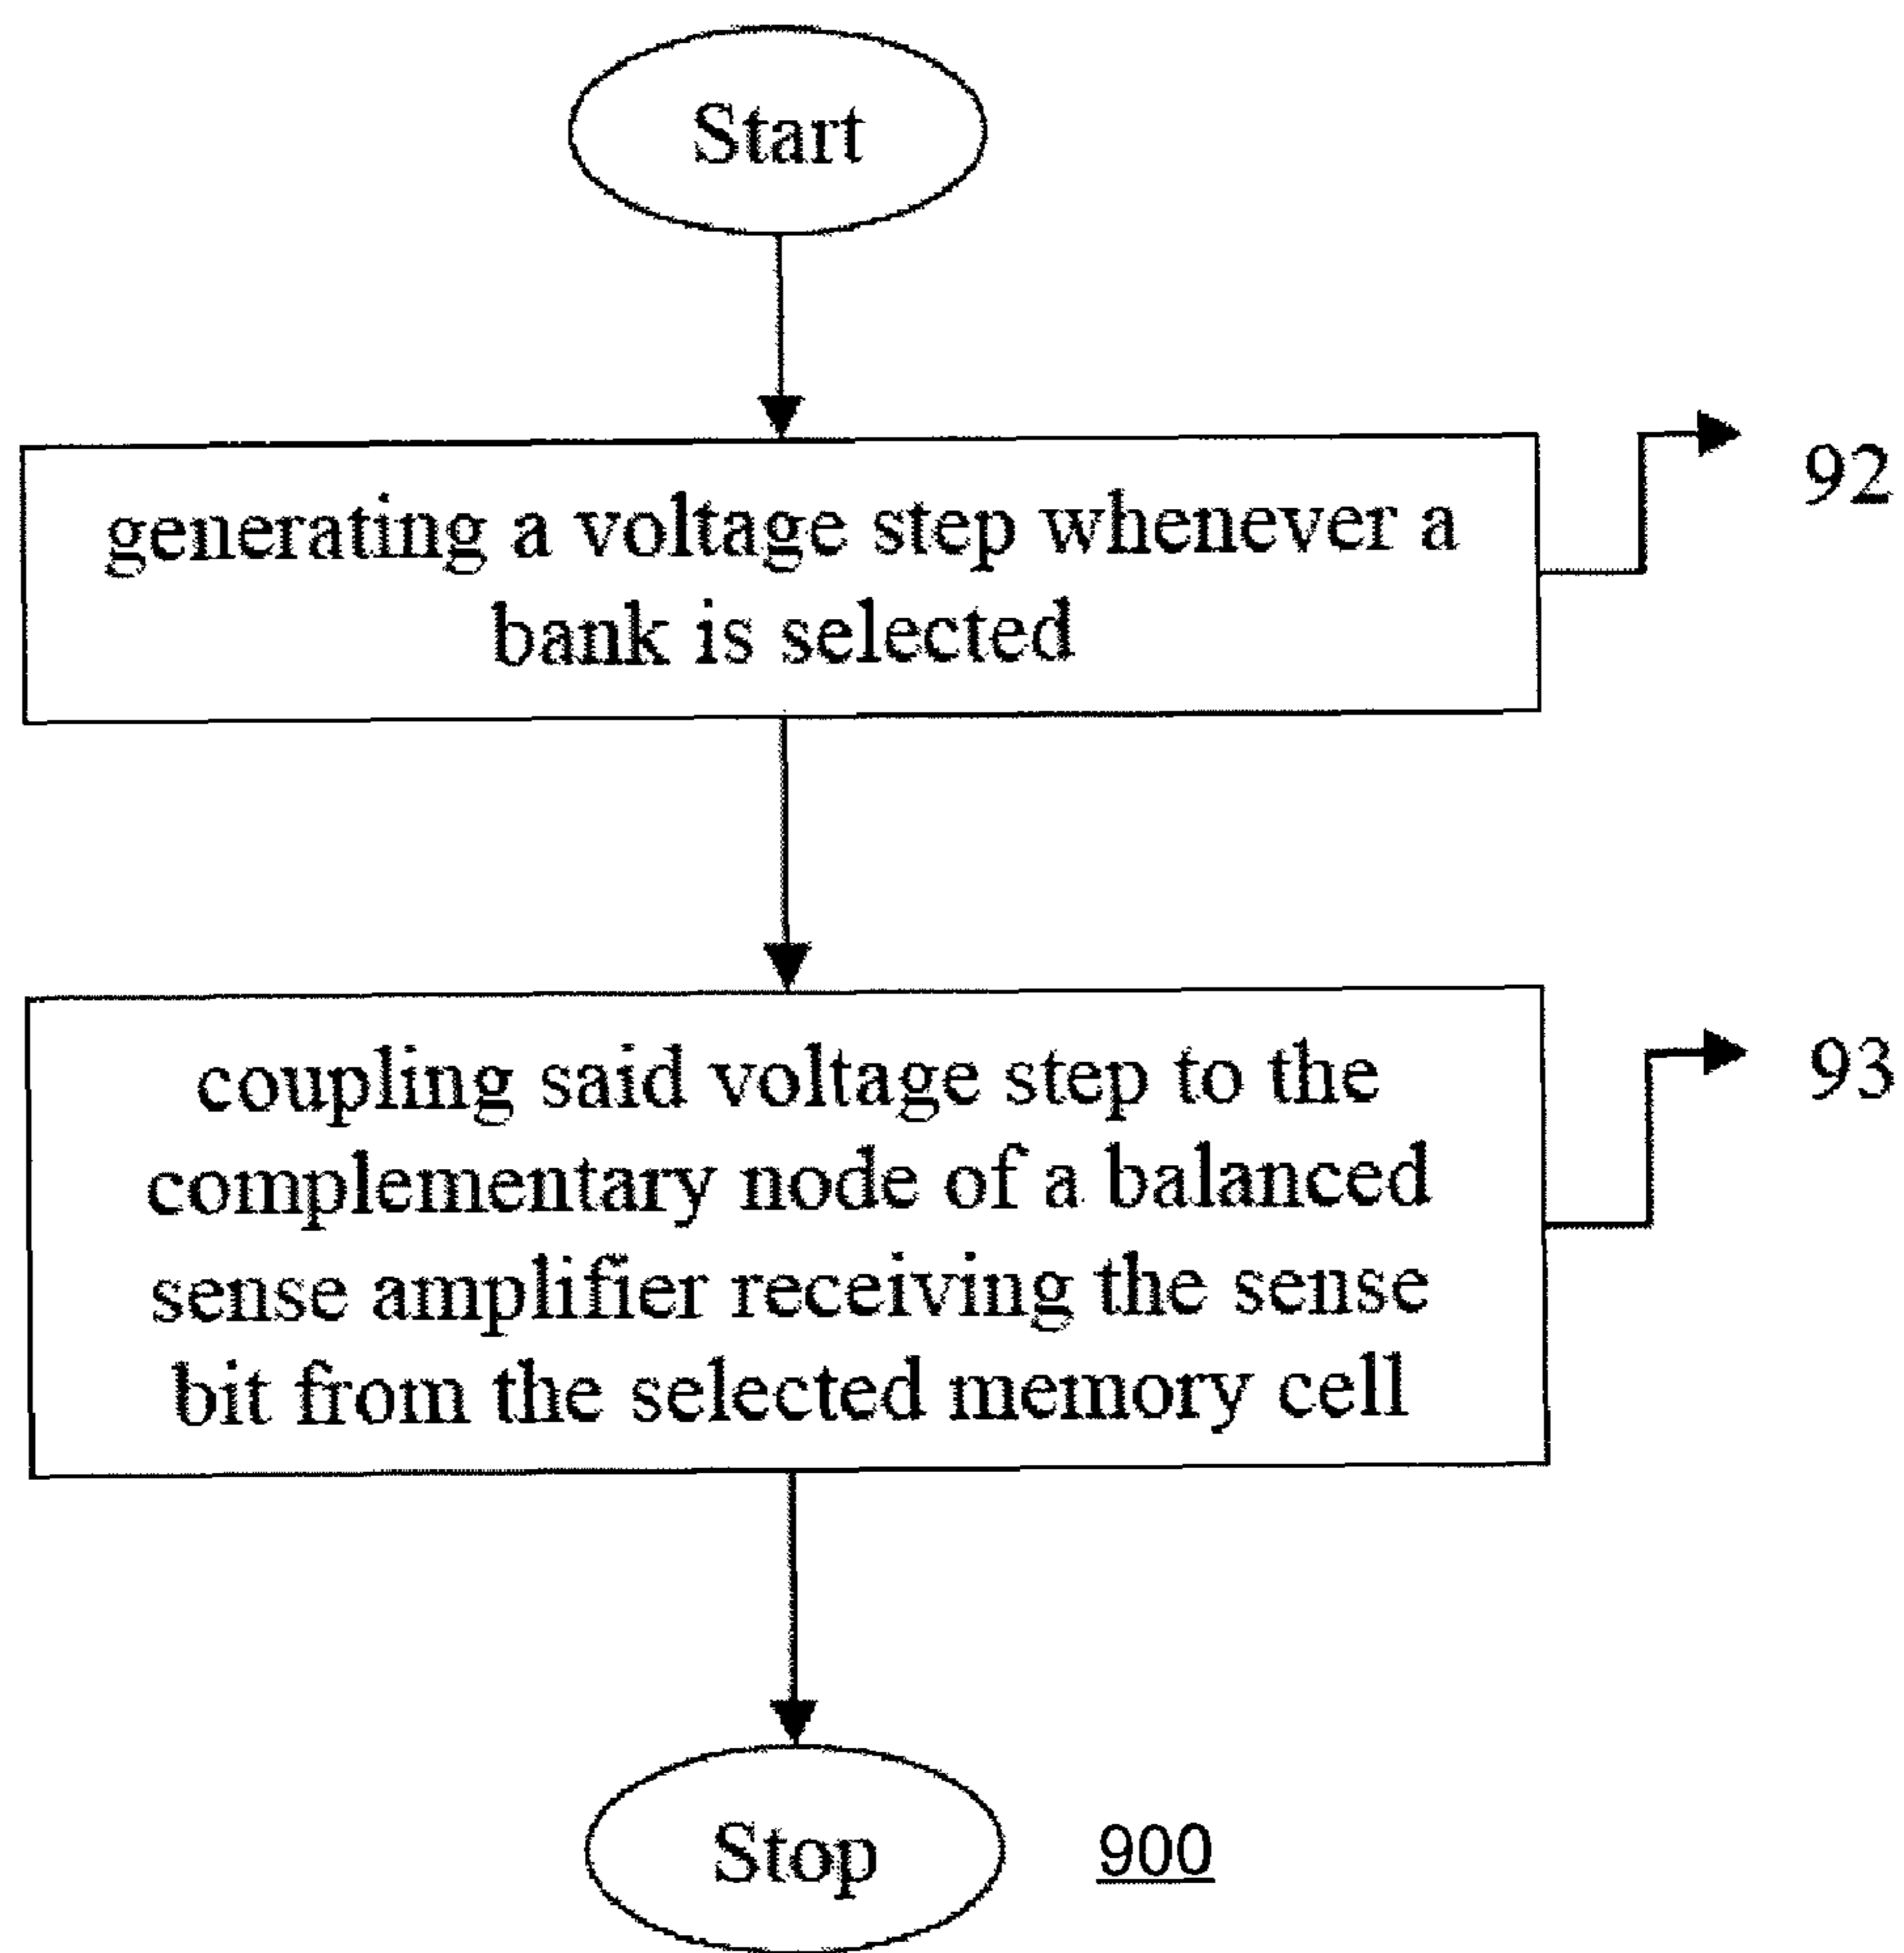 Start
generating a voltage step whenever a
bank is selected
92
coupling said voltage step to the
complementary node of a balanced
sense amplifier receiving the sense
bit from the selected memory cell
93
Stop
900